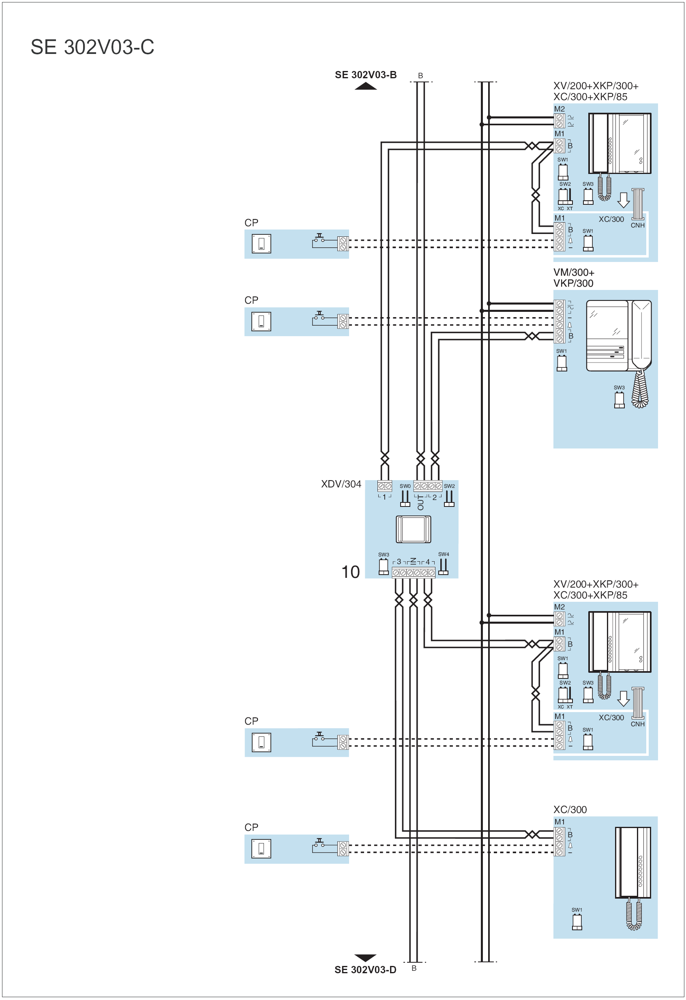 SE 302V03-C
SE 302V03-B
B
XV/200+XKP/300+
XC/300+XKP/85
M2
M1
B
SW1
SW2
SW3
XC XT
M1
XC/300
CNH
B
SW1
CP
VM/300+
VKP/300
CP
B
SW1
SW3
XDV/304
SW0
SW2
1
OUT
2
SW3
3
IN
4
SW4
10
XV/200+XKP/300+
XC/300+XKP/85
M2
M1
B
SW1
SW2
SW3
XC XT
M1
XC/300
CNH
B
SW1
CP
XC/300
M1
CP
B
SW1
SE 302V03-D
B